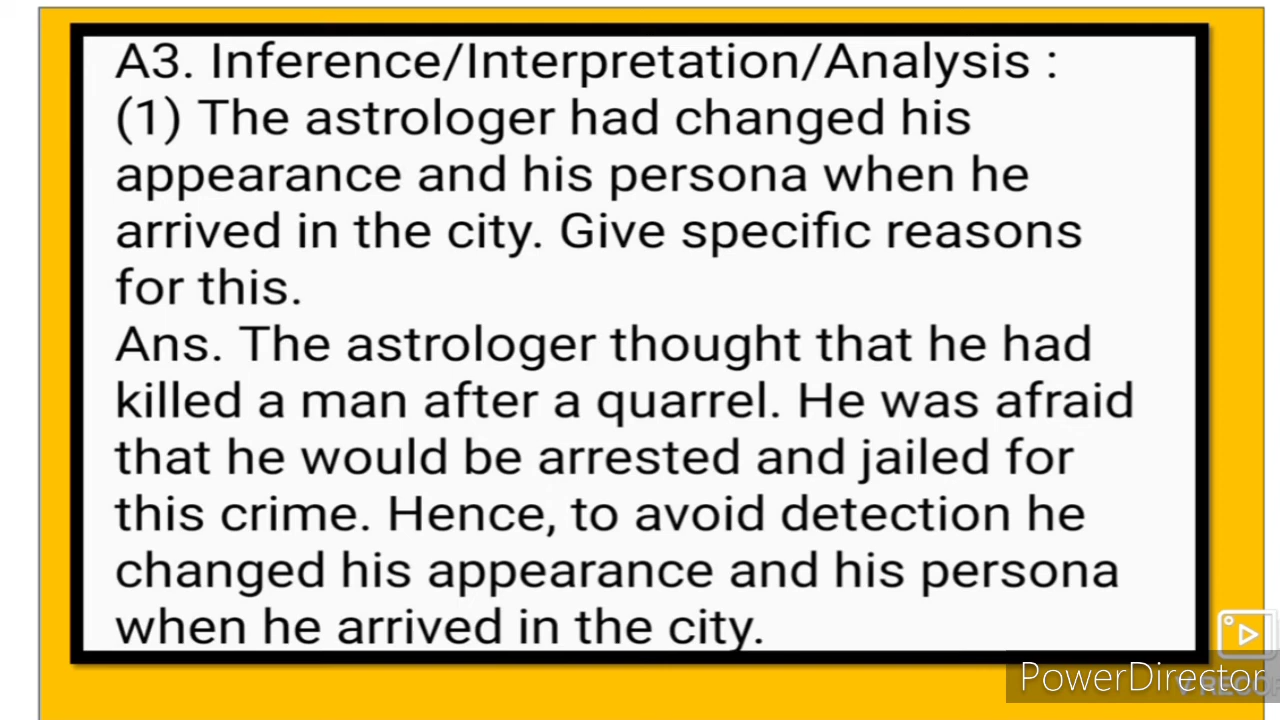 A3. Inference/Interpretation/Analysis :
(1) The astrologer had changed his
appearance and his persona when he
arrived in the city. Give specific reasons
for this.
Ans. The astrologer thought that he had
killed a man after a quarrel. He was afraid
that he would be arrested and jailed for
this crime. Hence, to avoid detection he
changed his appearance and his persona
when he arrived in the city.
PowerDirector